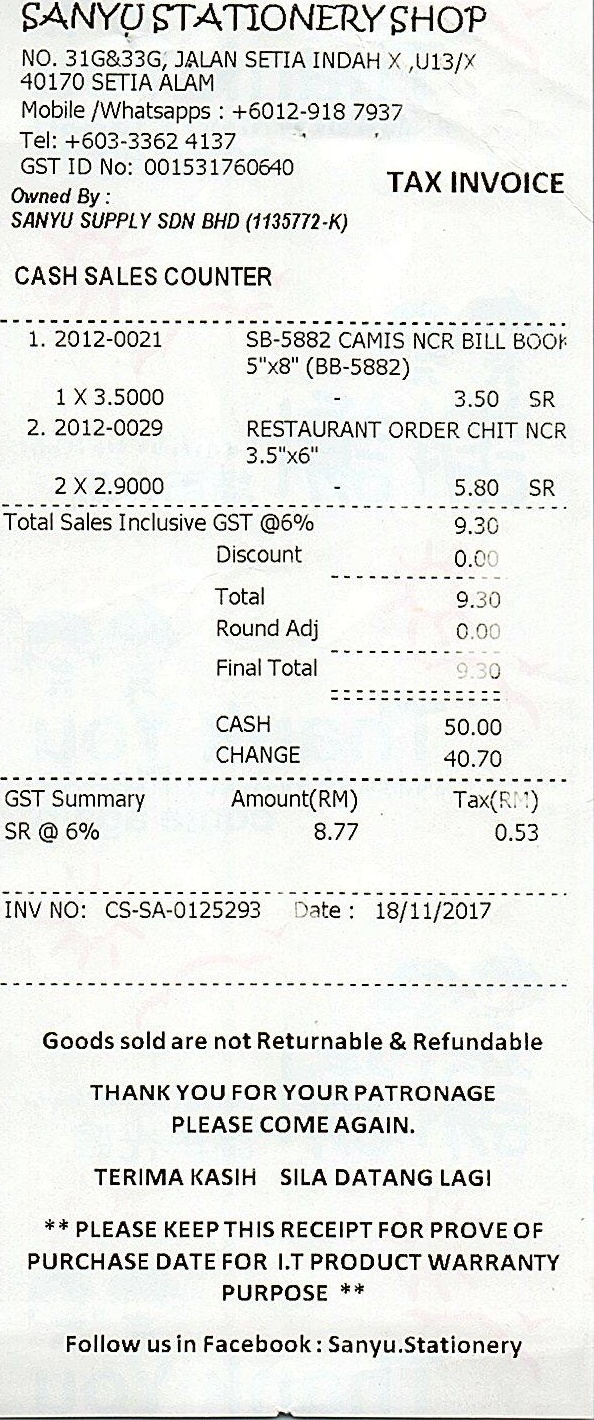 SANYU STATIONERY SHOP
NO. 31G&33G, JALAN SETIA INDAH X ,U13/X
40170 SETIA ALAM
Mobile /Whatsapps : +6012-918 7937
Tel: +603-3362 4137
GST ID No: 001531760640
TAX INVOICE
Owned By :
SANYU SUPPLY SDN BHD (1135772-K)
CASH SALES COUNTER
1. 2012-0021 SB-5882 CAMIS NCR BILL BOOK
5"x8" (BB-5882)
1 X 3.5000 - 3.50 SR
2. 2012-0029 RESTAURANT ORDER CHIT NCR
3.5"x6"
2 X 2.9000 - 5.80 SR
Total Sales Inclusive GST @6% 9.30
Discount 0.00
Total 9.30
Round Adj 0.00
Final Total 9.30
CASH 50.00
CHANGE 40.70
GST Summary Amount(RM) Tax(RM)
SR @ 6% 8.77 0.53
INV NO: CS-SA-0125293 Date : 18/11/2017
Goods sold are not Returnable & Refundable
THANK YOU FOR YOUR PATRONAGE
PLEASE COME AGAIN.
TERIMA KASIH SILA DATANG LAGI
** PLEASE KEEP THIS RECEIPT FOR PROVE OF
PURCHASE DATE FOR I.T PRODUCT WARRANTY
PURPOSE **
Follow us in Facebook : Sanyu.Stationery